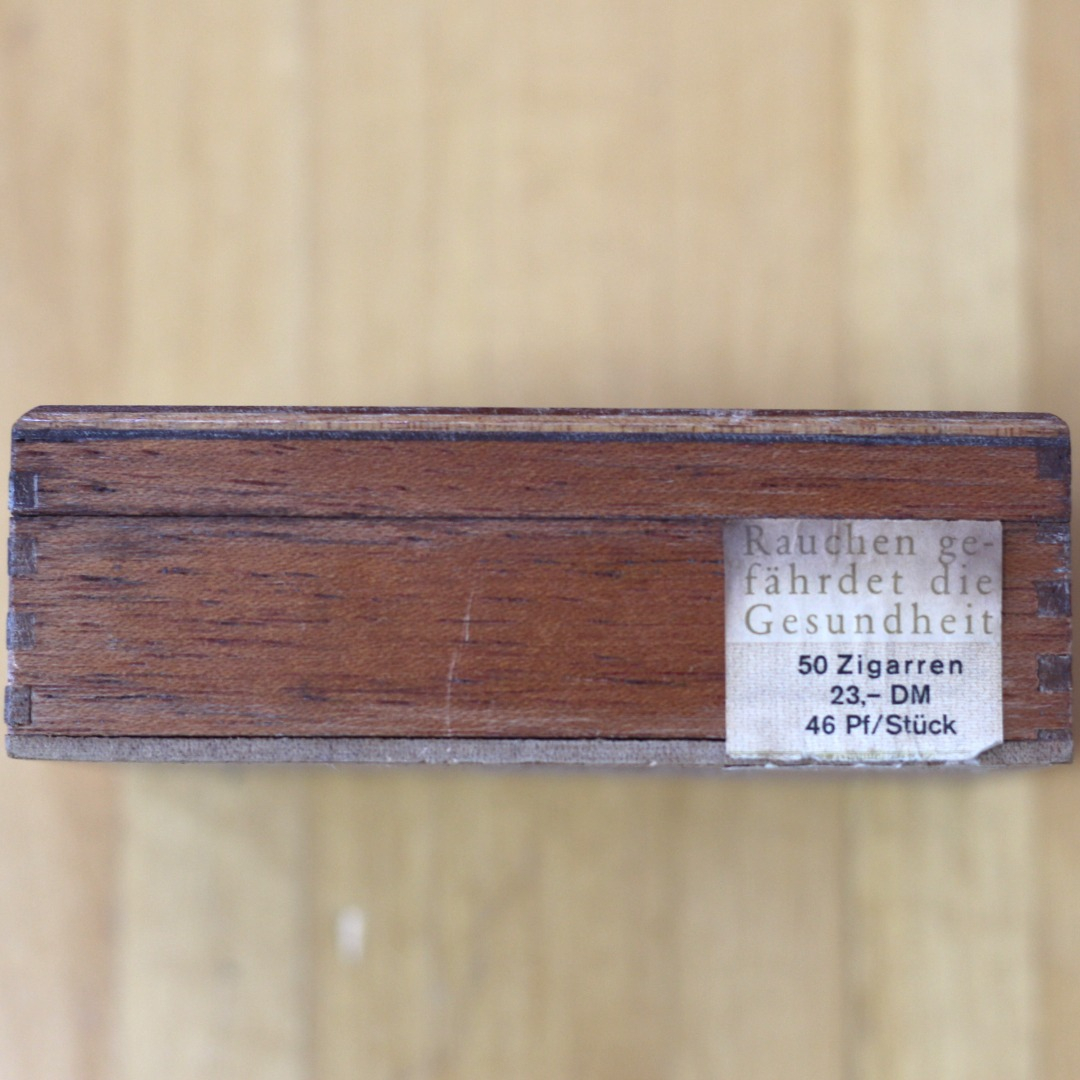 Rauchen ge-
fährdet die
Gesundheit
50 Zigarren
23,– DM
46 Pf/Stück